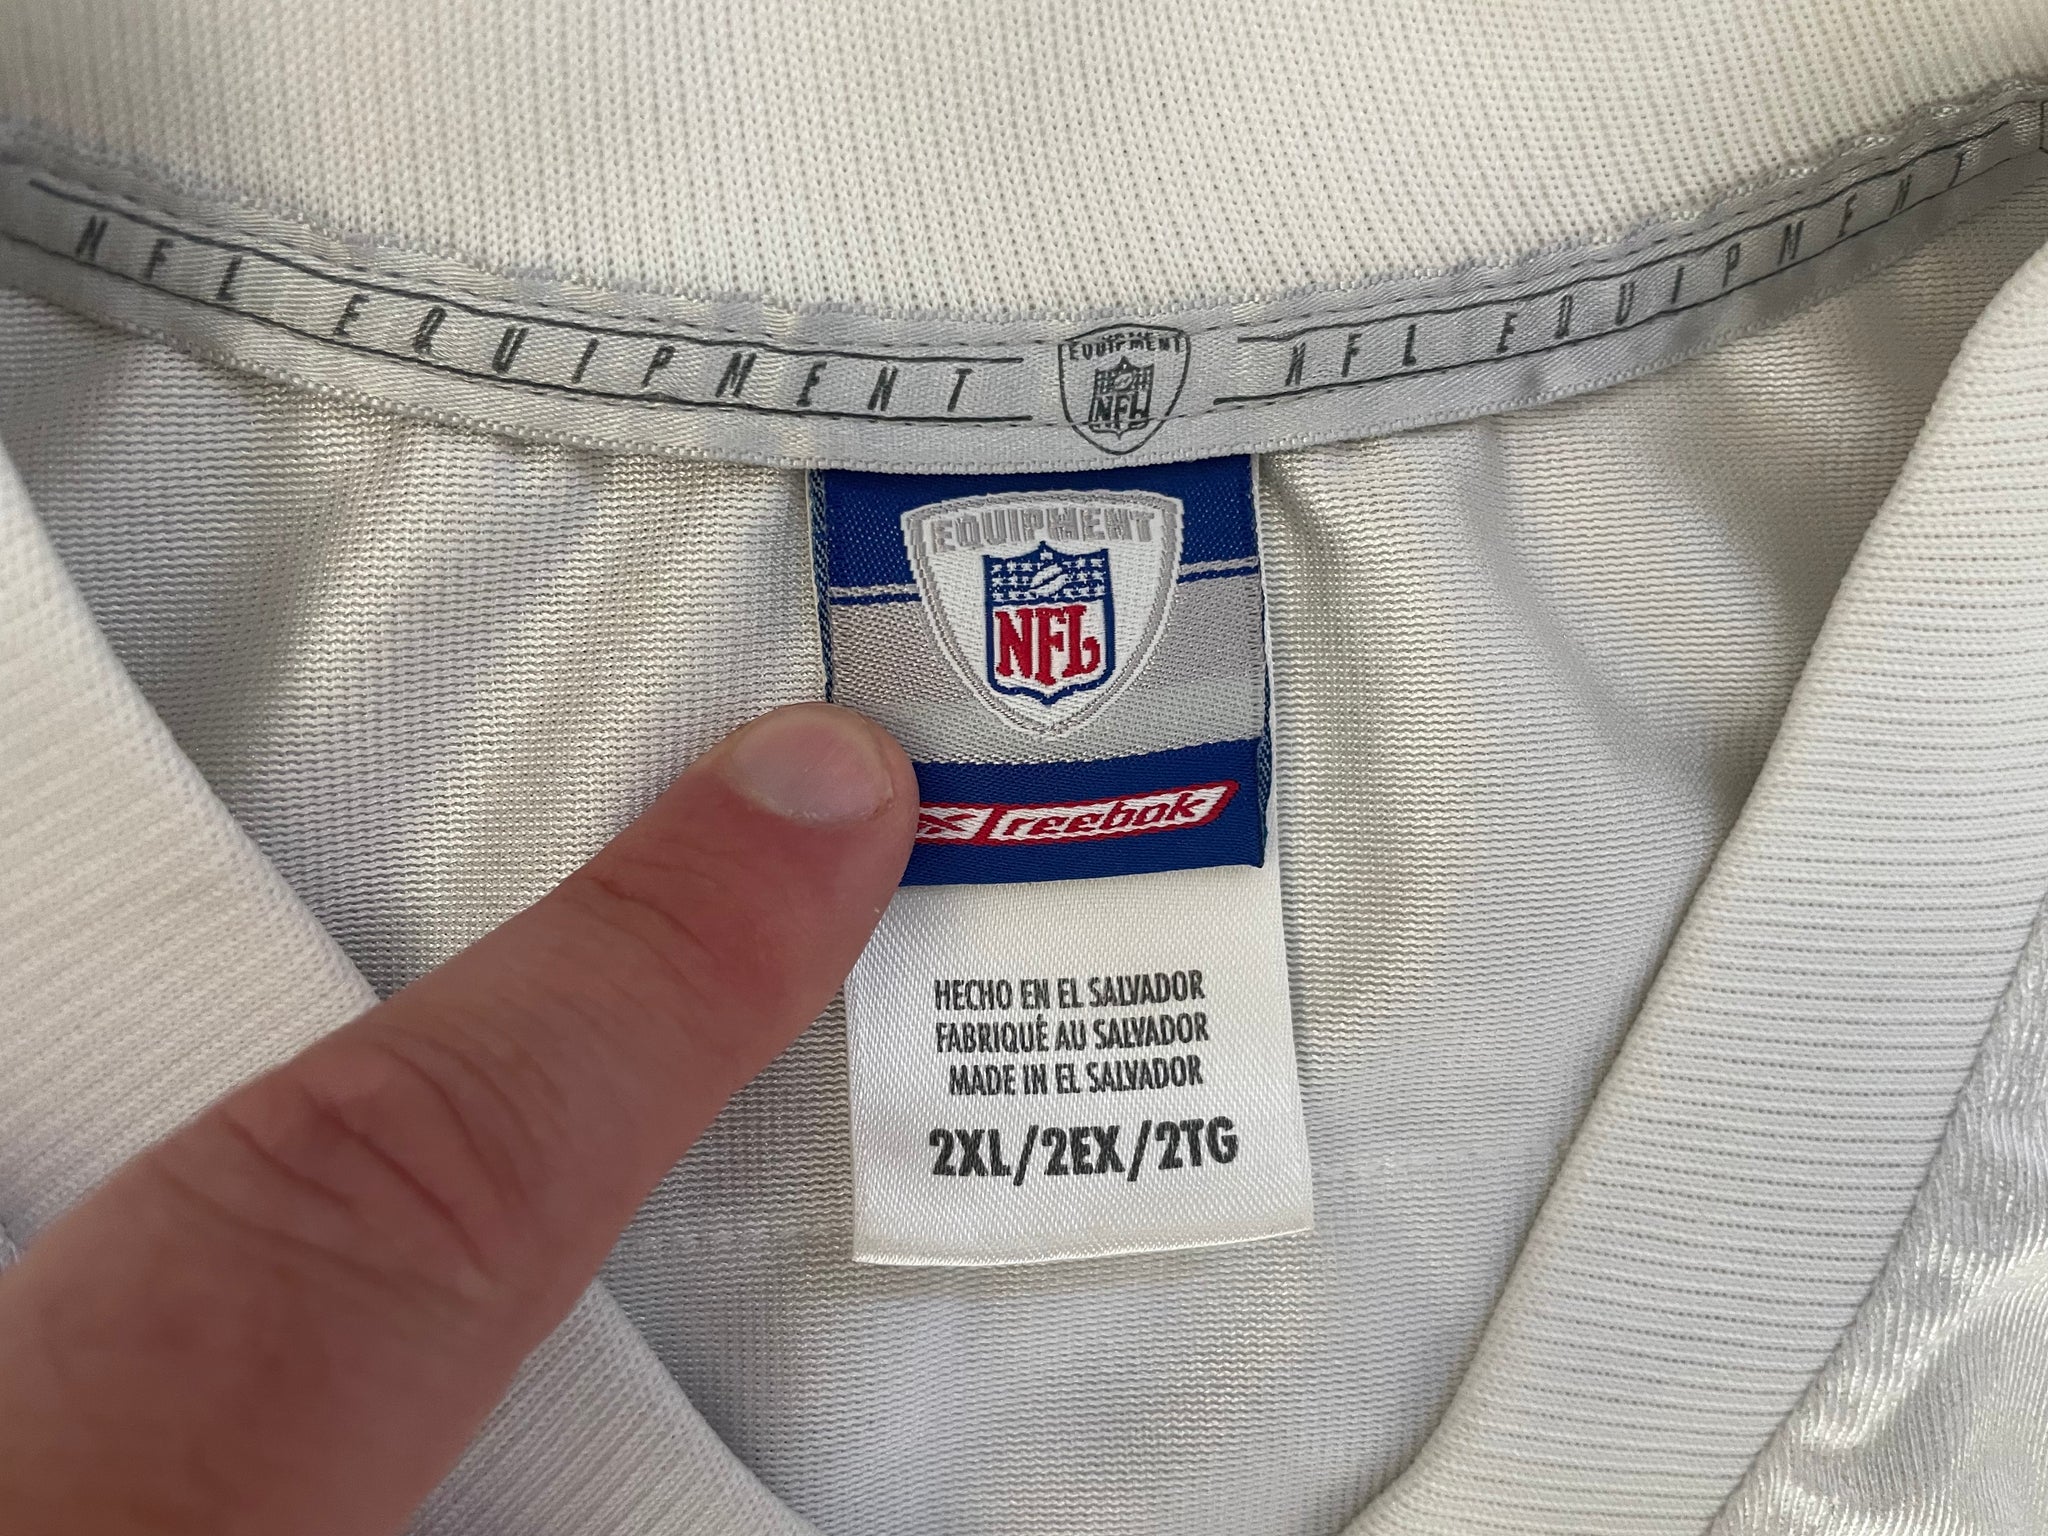 NFL EQUIPMENT
EQUIPMENT
NFL
NFL EQUIPMENT
EQUIPMENT
NFL
reebok
HECHO EN EL SALVADOR
FABRIQUÉ AU SALVADOR
MADE IN EL SALVADOR
2XL/2EX/2TG